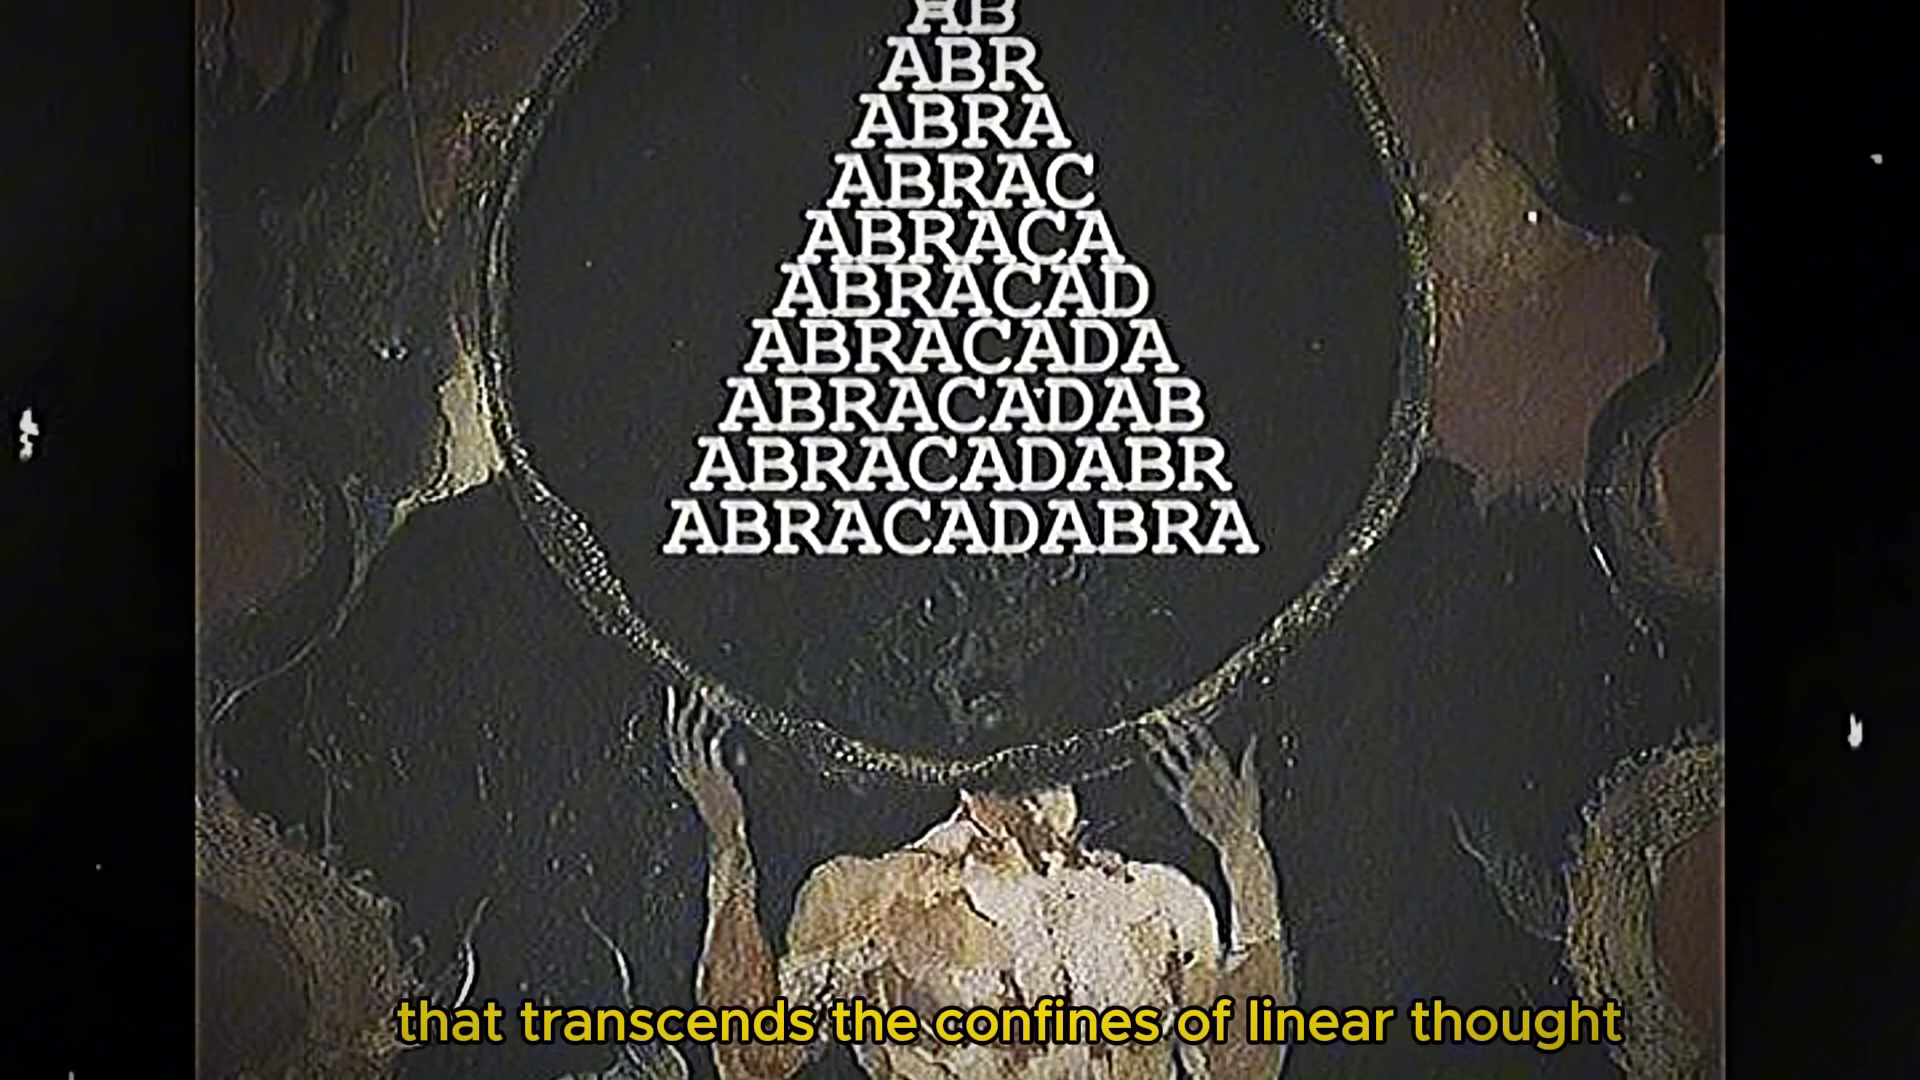 AB
ABR
ABRA
ABRAC
ABRACA
ABRACAD
ABRACADA
ABRACADAB
ABRACADABR
ABRACADABRA
that transcends the confines of linear thought